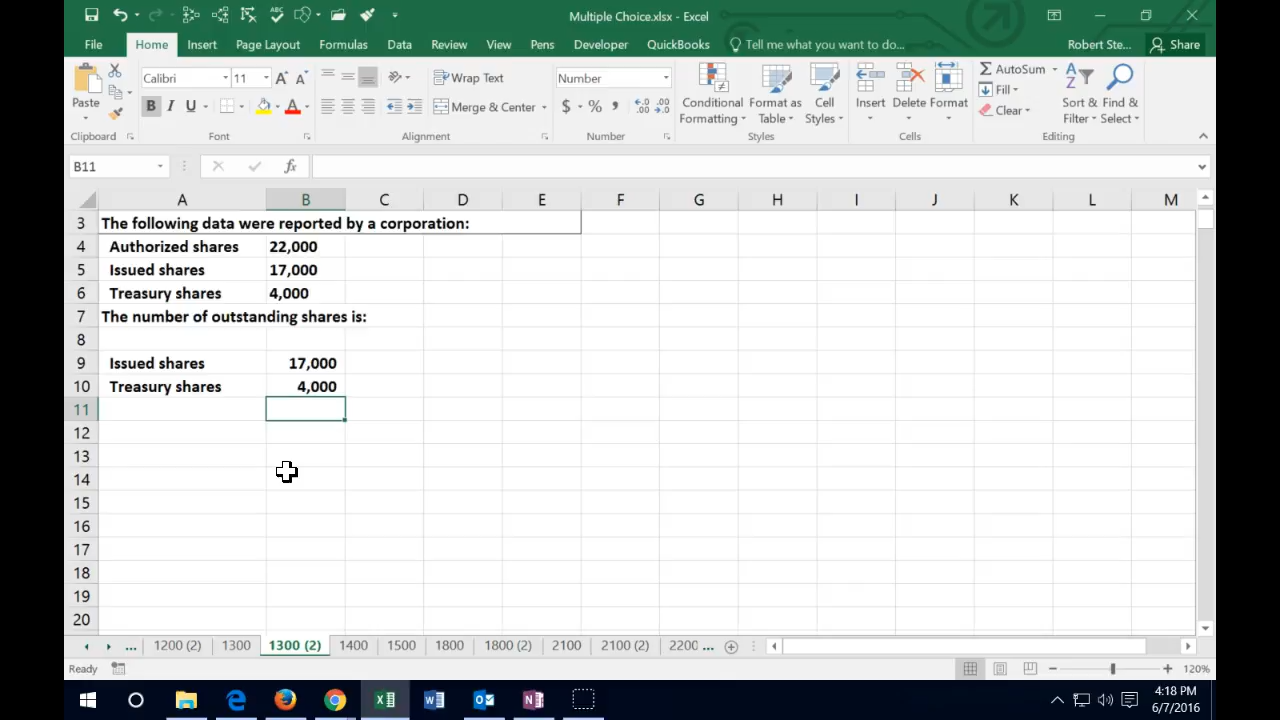 Multiple Choice.xlsx - Excel
File Home Insert Page Layout Formulas Data Review View Pens Developer QuickBooks Tell me what you want to do... Robert Ste... Share
Paste
Calibri 11
B I U A
Wrap Text
Merge & Center
Number
$ % ,
Conditional Formatting
Format as Table
Cell Styles
Insert Delete Format
AutoSum
Fill
Clear
Sort & Filter
Find & Select
Clipboard Font Alignment Number Styles Cells Editing
B11 fx
A B C D E F G H I J K L M
3 The following data were reported by a corporation:
4 Authorized shares 22,000
5 Issued shares 17,000
6 Treasury shares 4,000
7 The number of outstanding shares is:
8
9 Issued shares 17,000
10 Treasury shares 4,000
11
12
13
14
15
16
17
18
19
20
... 1200 (2) 1300 1300 (2) 1400 1500 1800 1800 (2) 2100 2100 (2) 2200 ...
Ready 120%
4:18 PM
6/7/2016